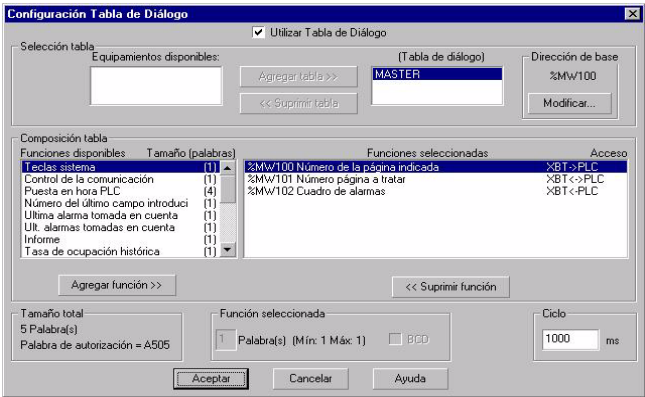 Configuración Tabla de Diálogo
Utilizar Tabla de Diálogo
Selección tabla
Equipamientos disponibles:
(Tabla de diálogo)
Dirección de base
Agregar tabla >>
MASTER
%MW100
<< Suprimir tabla
Modificar...
Composición tabla
Funciones disponibles Tamaño (palabras)
Funciones seleccionadas Acceso
Teclas sistema (1)
Control de la comunicación (1)
Puesta en hora PLC (4)
Número del último campo introduci (1)
Ultima alarma tomada en cuenta (1)
Ult. alarmas tomadas en cuenta (1)
Informe (1)
Tasa de ocupación histórica (1)
%MW100 Número de la página indicada XBT->PLC
%MW101 Número página a tratar XBT<->PLC
%MW102 Cuadro de alarmas XBT<-PLC
Agregar función >>
<< Suprimir función
Tamaño total
5 Palabra(s)
Palabra de autorización = A505
Función seleccionada
1 Palabra(s) (Mín: 1 Máx: 1) BCD
Ciclo
1000 ms
Aceptar
Cancelar
Ayuda